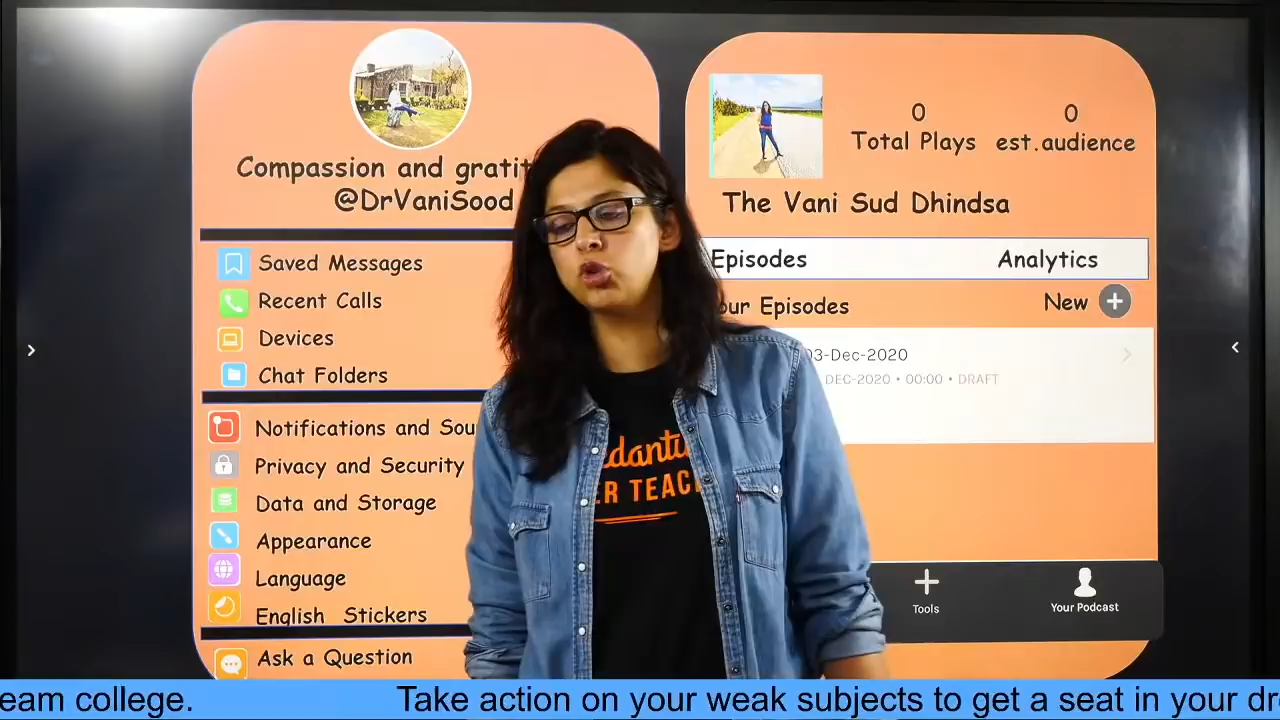 Compassion and gratit
@DrVaniSood
Saved Messages
Recent Calls
Devices
Chat Folders
Notifications and Sou
Privacy and Security
Data and Storage
Appearance
Language
English Stickers
Ask a Question
0
Total Plays
0
est.audience
The Vani Sud Dhindsa
Episodes
Analytics
our Episodes
New
03-Dec-2020
DEC-2020 • 00:00 • DRAFT
Tools
Your Podcast
dantu
ER TEAC
eam college. Take action on your weak subjects to get a seat in your dr